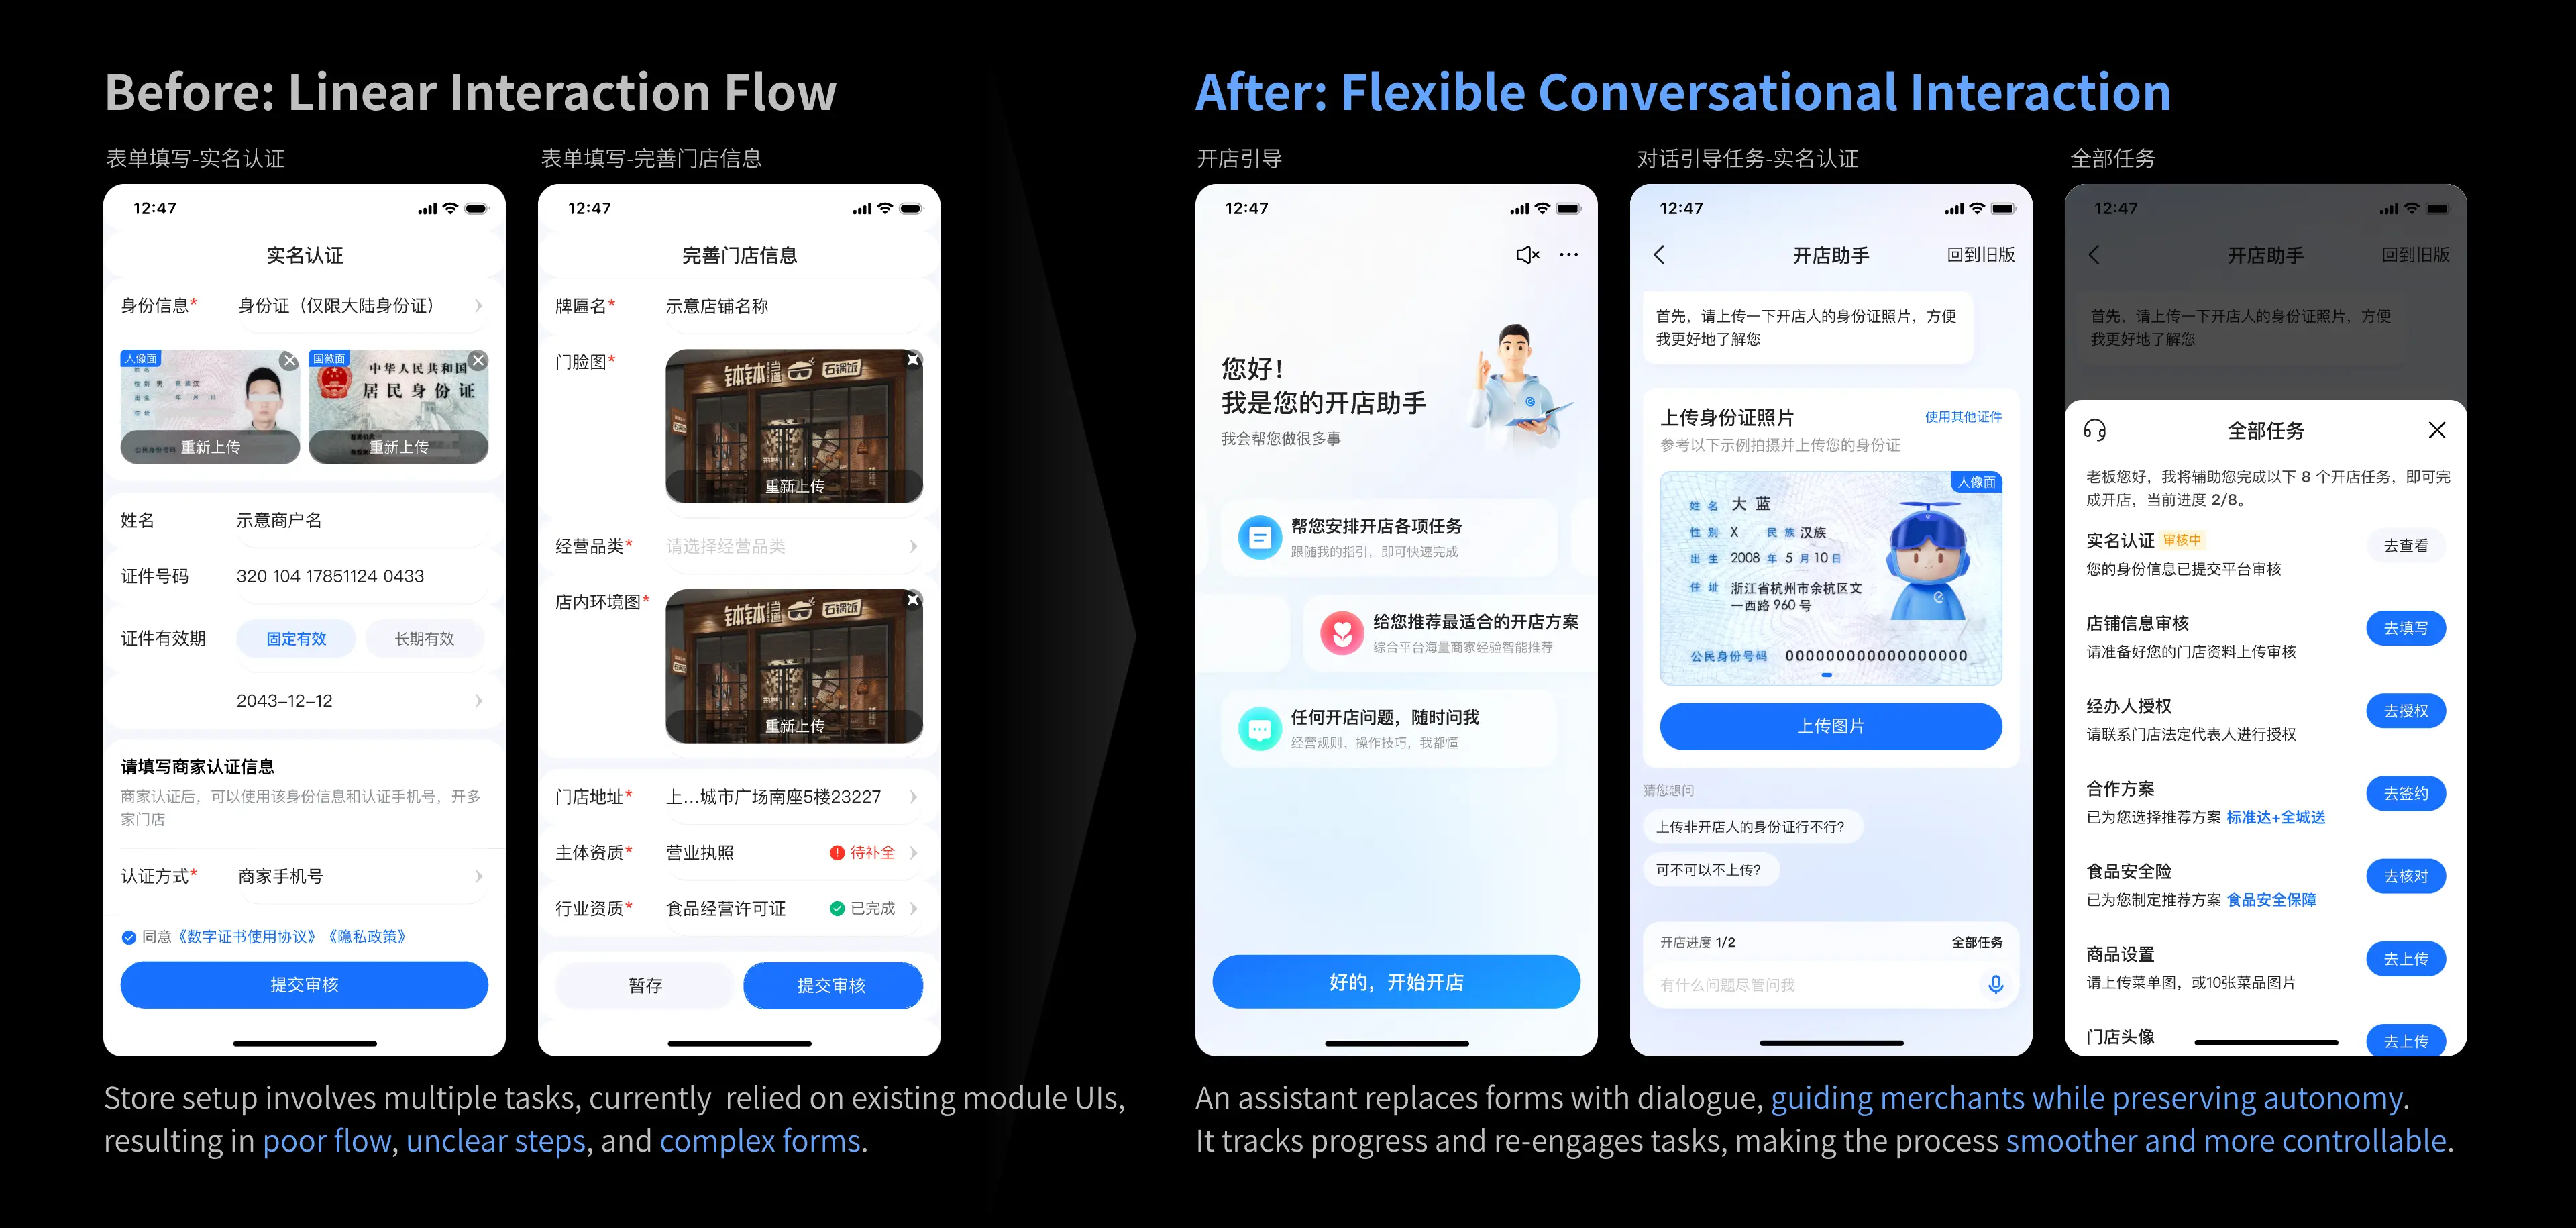 Before: Linear Interaction Flow
表单填写-实名认证
12:47
实名认证
身份信息* 身份证（仅限大陆身份证）
人像面
国徽面
中华人民共和国
居民身份证
重新上传
重新上传
姓名 示意商户名
证件号码 320 104 17851124 0433
证件有效期 固定有效 长期有效
2043-12-12
请填写商家认证信息
商家认证后，可以使用该身份信息和认证手机号，开多
家门店
认证方式* 商家手机号
同意《数字证书使用协议》《隐私政策》
提交审核
表单填写-完善门店信息
12:47
完善门店信息
牌匾名* 示意店铺名称
门脸图*
石锅饭
重新上传
经营品类* 请选择经营品类
店内环境图*
石锅饭
重新上传
门店地址* 上...城市广场南座5楼23227
主体资质* 营业执照 待补全
行业资质* 食品经营许可证 已完成
暂存 提交审核
Store setup involves multiple tasks, currently relied on existing module UIs,
resulting in poor flow, unclear steps, and complex forms.
After: Flexible Conversational Interaction
开店引导
12:47
您好！
我是您的开店助手
我会帮您做很多事
帮您安排开店各项任务
跟随我的指引，即可快速完成
给您推荐最适合的开店方案
综合平台海量商家经验智能推荐
任何开店问题，随时问我
经营规则、操作技巧，我都懂
好的，开始开店
对话引导任务-实名认证
12:47
开店助手 回到旧版
首先，请上传一下开店人的身份证照片，方便
我更好地了解您
上传身份证照片 使用其他证件
参考以下示例拍摄并上传您的身份证
人像面
姓名 大蓝
性别 X 民族 汉族
出生 2008 年 5 月 10 日
住址 浙江省杭州市余杭区文
一西路 960 号
公民身份号码 000000000000000000
上传图片
猜您想问
上传非开店人的身份证行不行?
可不可以不上传?
开店进度 1/2 全部任务
有什么问题尽管问我
全部任务
12:47
开店助手 回到旧版
首先，请上传一下开店人的身份证照片，方便
我更好地了解您
全部任务
老板您好，我将辅助您完成以下 8 个开店任务，即可完
成开店，当前进度 2/8。
实名认证 审核中 去查看
您的身份信息已提交平台审核
店铺信息审核 去填写
请准备好您的门店资料上传审核
经办人授权 去授权
请联系门店法定代表人进行授权
合作方案 去签约
已为您选择推荐方案 标准达+全城送
食品安全险 去核对
已为您制定推荐方案 食品安全保障
商品设置 去上传
请上传菜单图，或10张菜品图片
门店头像 去上传
An assistant replaces forms with dialogue, guiding merchants while preserving autonomy.
It tracks progress and re-engages tasks, making the process smoother and more controllable.